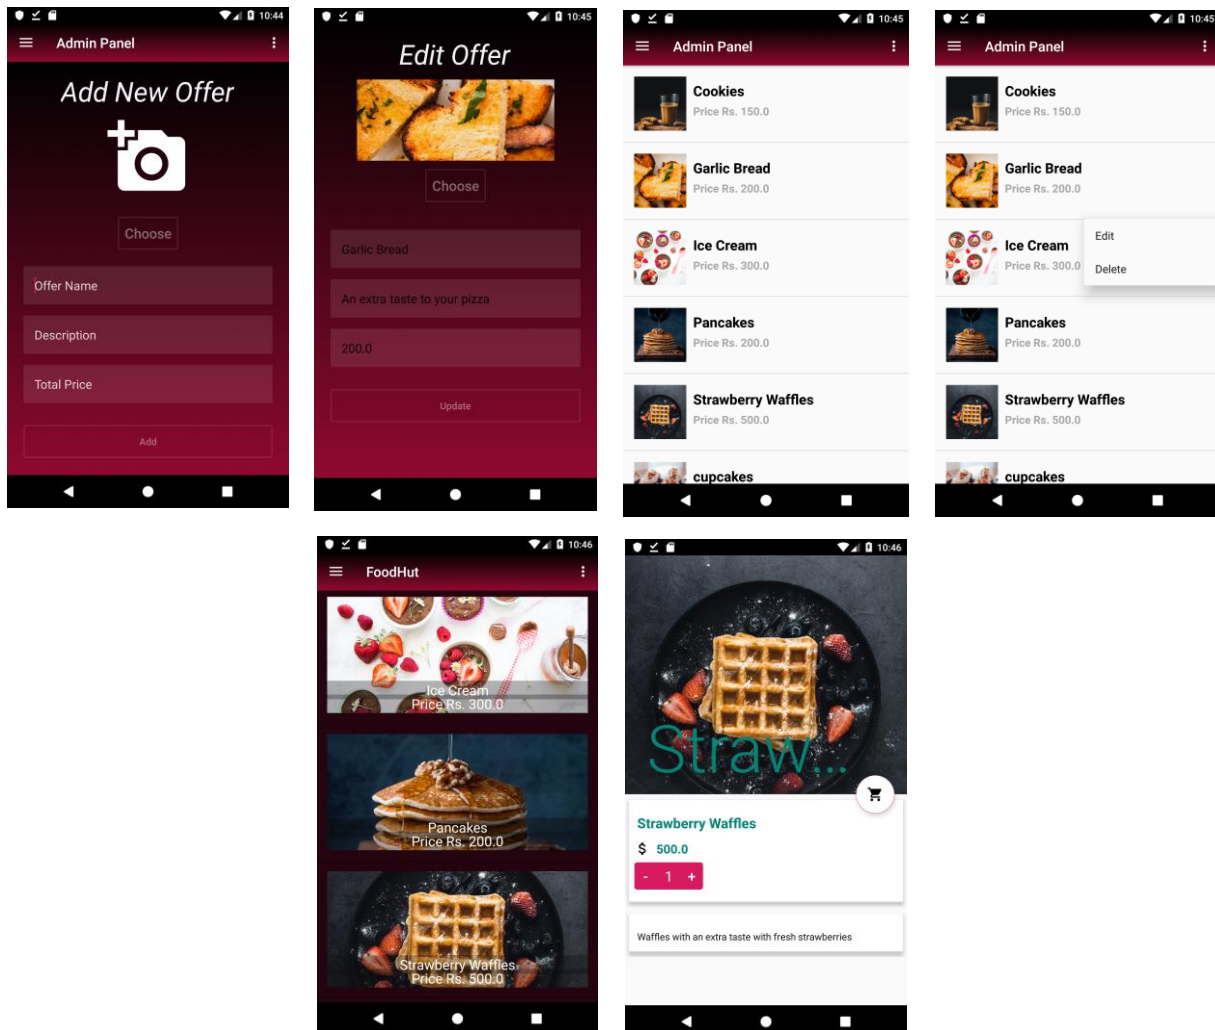 10:44
Admin Panel
Add New Offer
Choose
Offer Name
Description
Total Price
Add
10:45
Edit Offer
Choose
Garlic Bread
An extra taste to your pizza
200.0
Update
10:45
Admin Panel
Cookies
Price Rs. 150.0
Garlic Bread
Price Rs. 200.0
Ice Cream
Price Rs. 300.0
Pancakes
Price Rs. 200.0
Strawberry Waffles
Price Rs. 500.0
cupcakes
10:45
Admin Panel
Cookies
Price Rs. 150.0
Garlic Bread
Price Rs. 200.0
Ice Cream
Price Rs. 300.0
Edit
Delete
Pancakes
Price Rs. 200.0
Strawberry Waffles
Price Rs. 500.0
cupcakes
10:46
FoodHut
Ice Cream
Price Rs. 300.0
Pancakes
Price Rs. 200.0
Strawberry Waffles
Price Rs. 500.0
10:46
Straw...
Strawberry Waffles
$ 500.0
- 1 +
Waffles with an extra taste with fresh strawberries